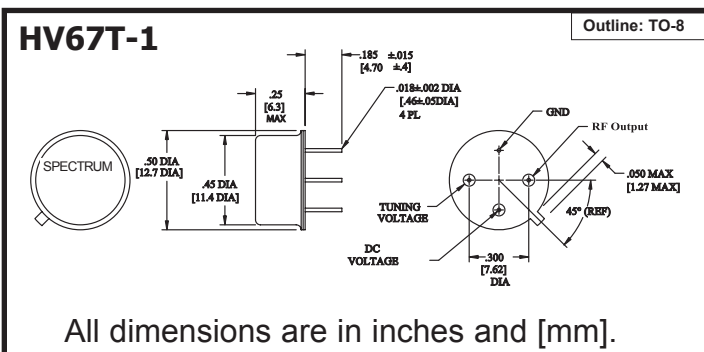 HV67T-1
Outline: TO-8
.185 ±.015
[4.70 ±.4]
.018±.002 DIA
[.46±.05DIA]
4 PL
.25
[6.3]
MAX
GND
RF Output
SPECTRUM
.50 DIA
[12.7 DIA]
.45 DIA
[11.4 DIA]
.050 MAX
[1.27 MAX]
TUNING
VOLTAGE
45° (REF)
DC
VOLTAGE
.300
[7.62]
DIA
All dimensions are in inches and [mm].